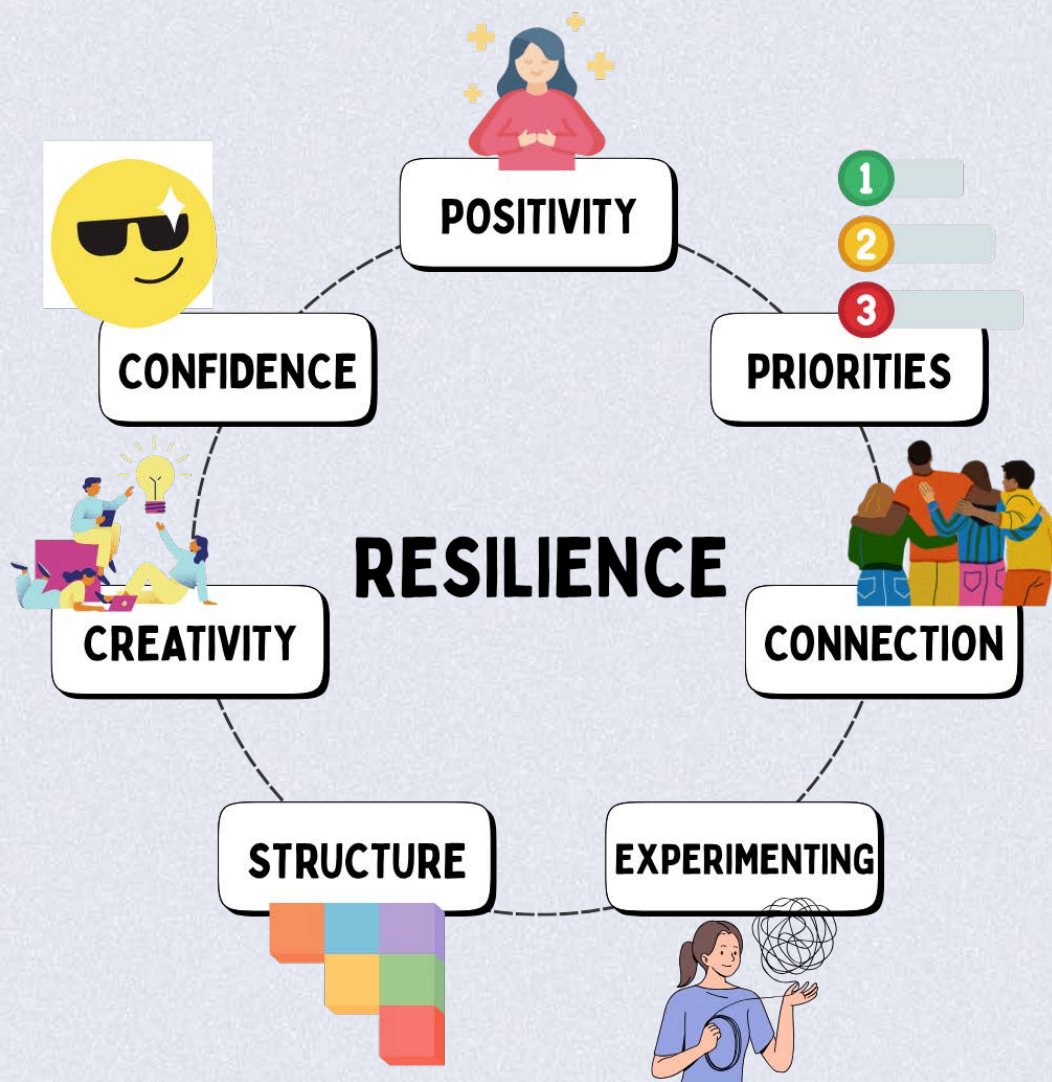 POSITIVITY
1
2
3
CONFIDENCE
PRIORITIES
RESILIENCE
CREATIVITY
CONNECTION
STRUCTURE
EXPERIMENTING